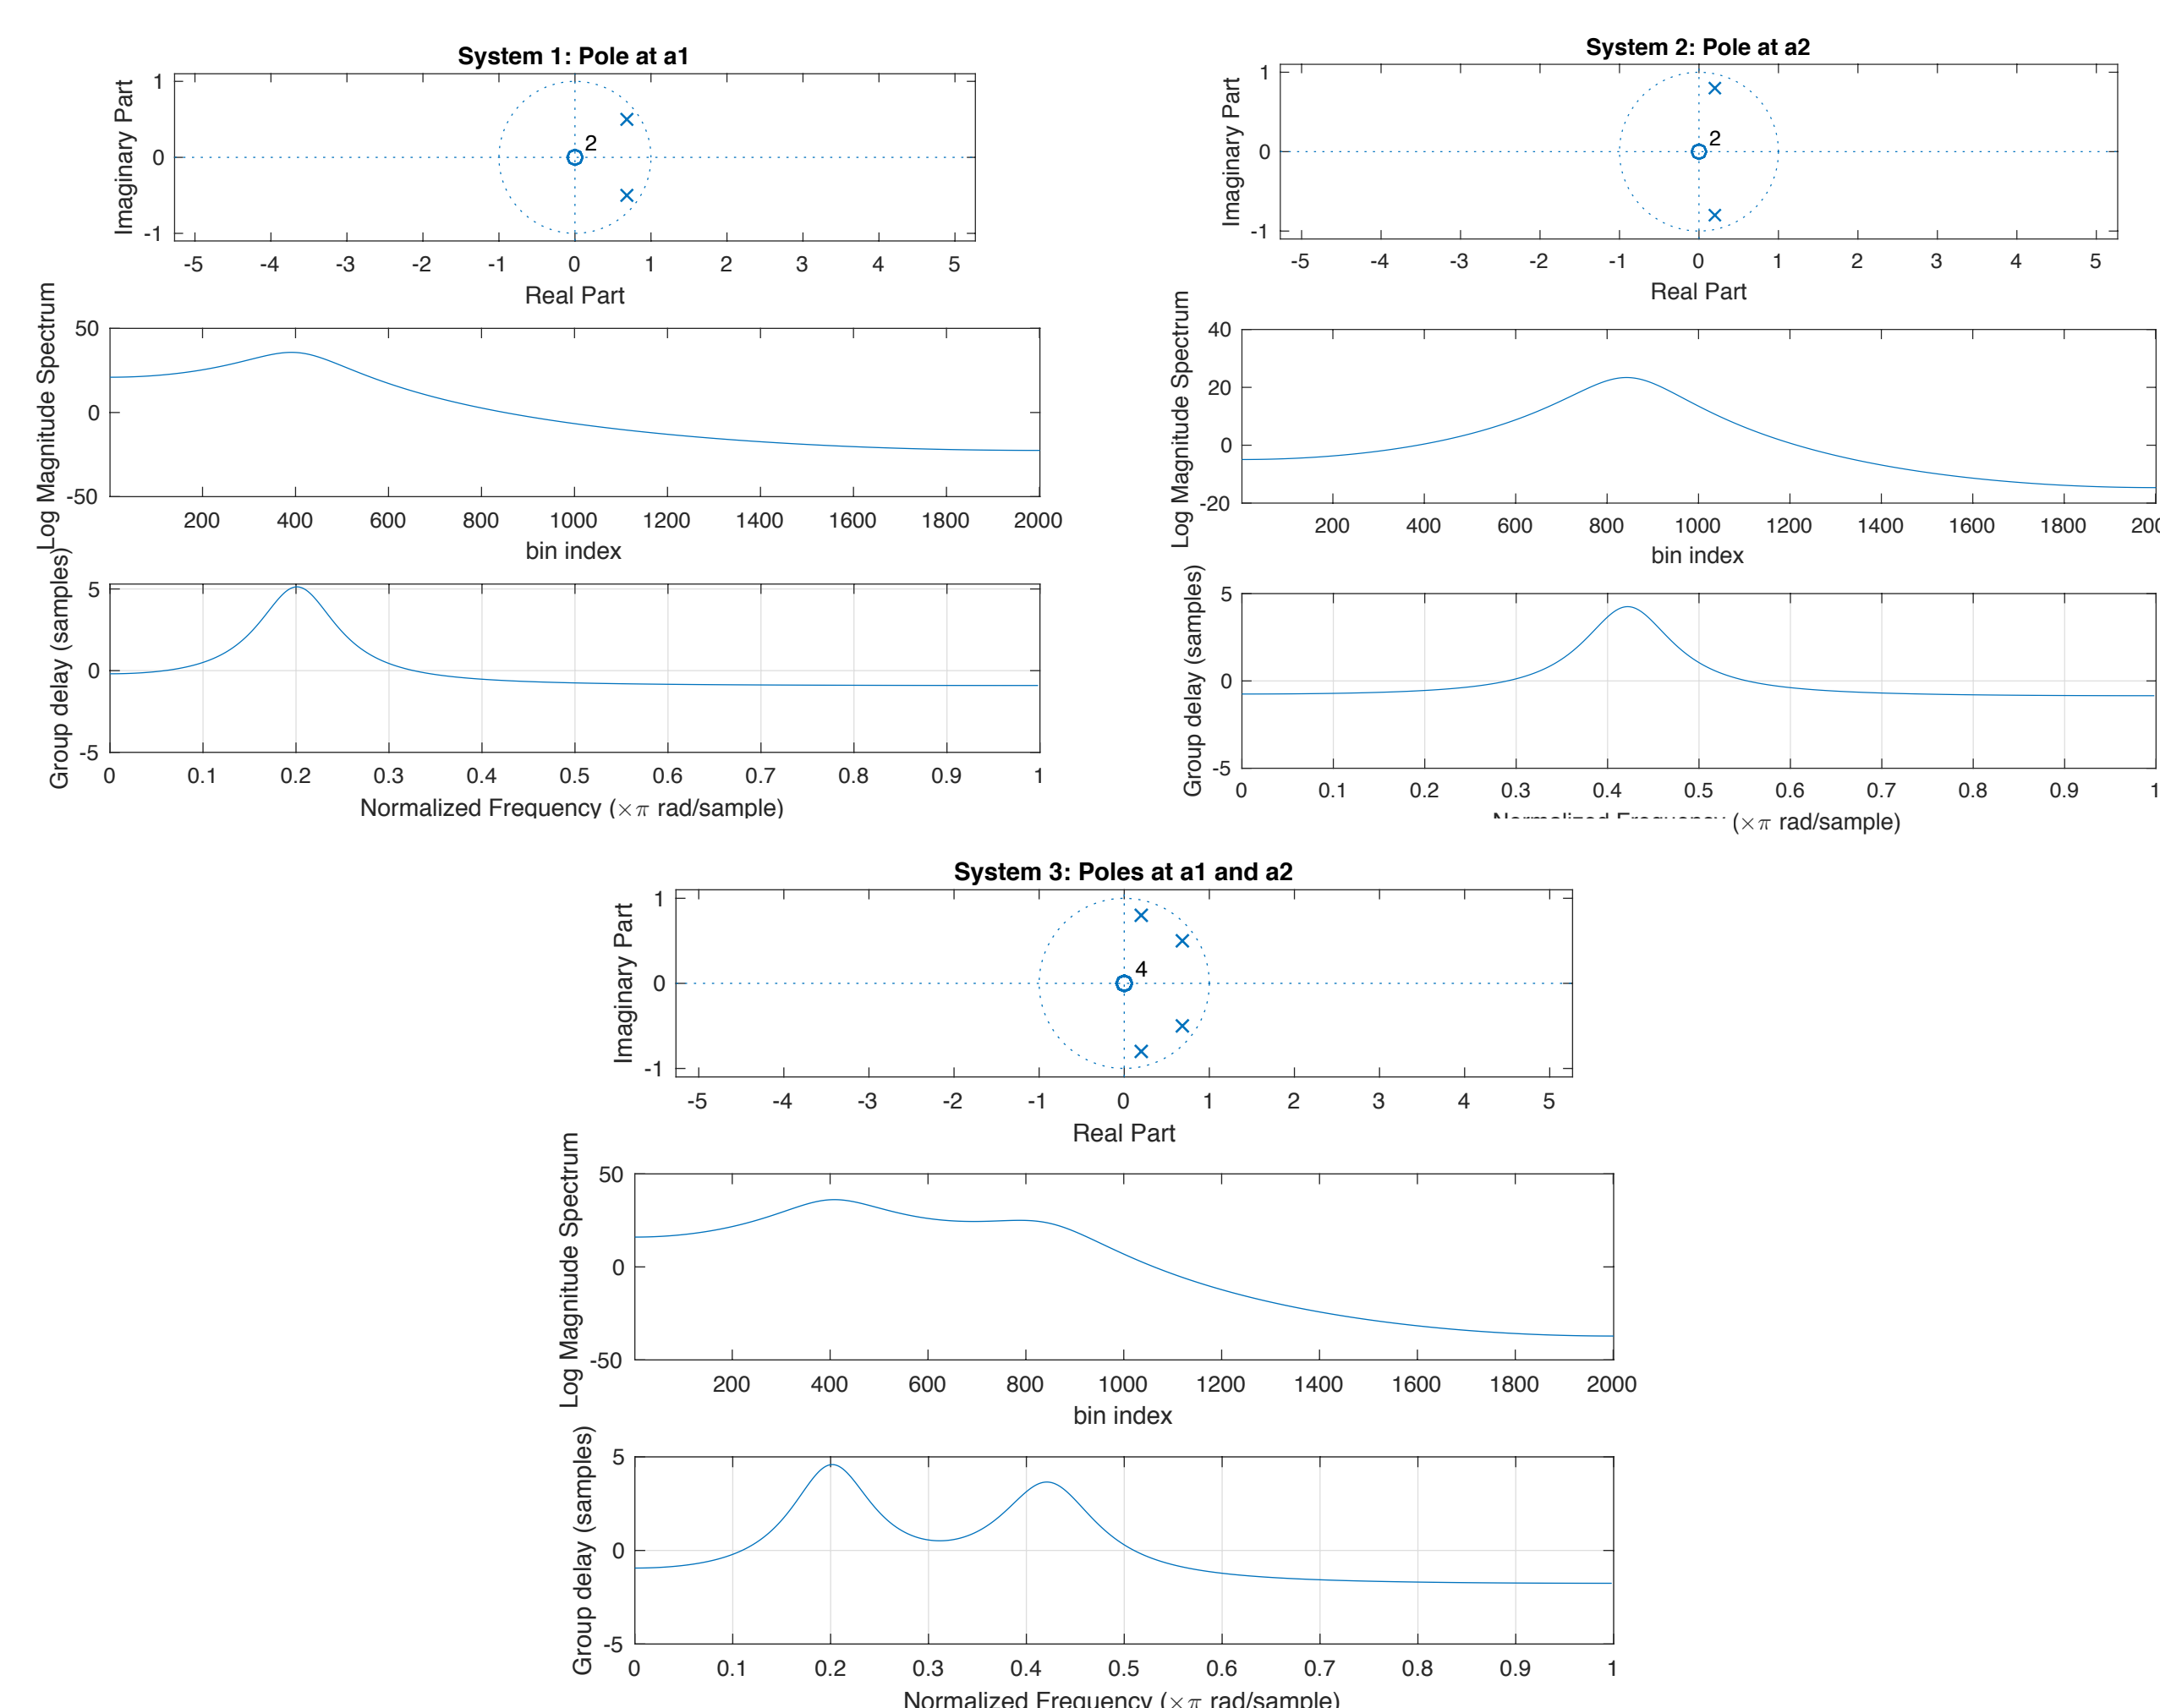 System 1: Pole at a1
Imaginary Part
1
0
-1
2
-5 -4 -3 -2 -1 0 1 2 3 4 5
Real Part
Log Magnitude Spectrum
50
0
-50
200 400 600 800 1000 1200 1400 1600 1800 2000
bin index
Group delay (samples)
5
0
-5
0 0.1 0.2 0.3 0.4 0.5 0.6 0.7 0.8 0.9 1
Normalized Frequency (×π rad/sample)
System 2: Pole at a2
Imaginary Part
1
0
-1
2
-5 -4 -3 -2 -1 0 1 2 3 4 5
Real Part
Log Magnitude Spectrum
40
20
0
-20
200 400 600 800 1000 1200 1400 1600 1800 200
bin index
Group delay (samples)
5
0
-5
0 0.1 0.2 0.3 0.4 0.5 0.6 0.7 0.8 0.9 1
(×π rad/sample)
System 3: Poles at a1 and a2
Imaginary Part
1
0
-1
4
-5 -4 -3 -2 -1 0 1 2 3 4 5
Real Part
Log Magnitude Spectrum
50
0
-50
200 400 600 800 1000 1200 1400 1600 1800 2000
bin index
Group delay (samples)
5
0
-5
0 0.1 0.2 0.3 0.4 0.5 0.6 0.7 0.8 0.9 1
Normalized Frequency (×π rad/sample)